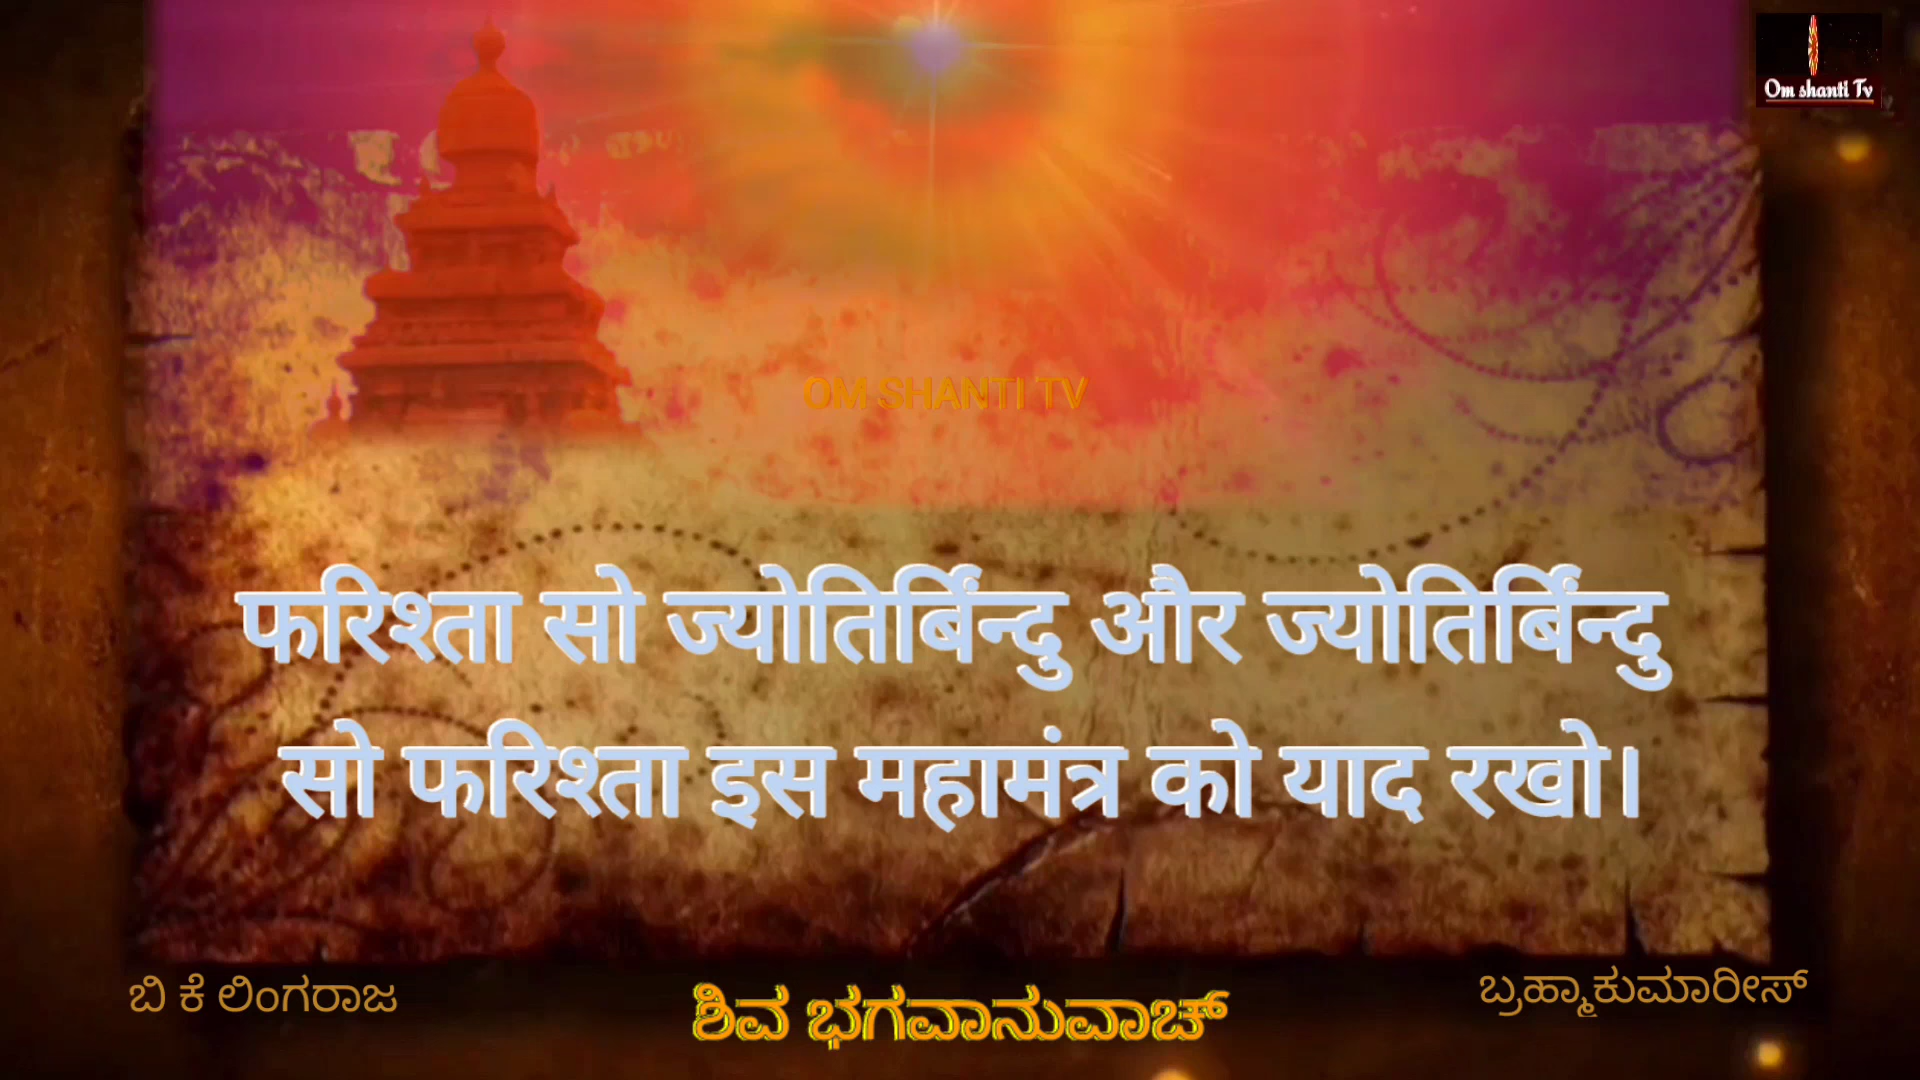 Om shanti Tv
OM SHANTI TV
फरिश्ता सो ज्योतिर्बिन्दु और ज्योतिर्बिन्दु
सो फरिश्ता इस महामंत्र को याद रखो।
ಬಿ ಕೆ ಲಿಂಗರಾಜ
ಶಿವ ಭಗವಾನುವಾಚ್
ಬ್ರಹ್ಮಾಕುಮಾರೀಸ್